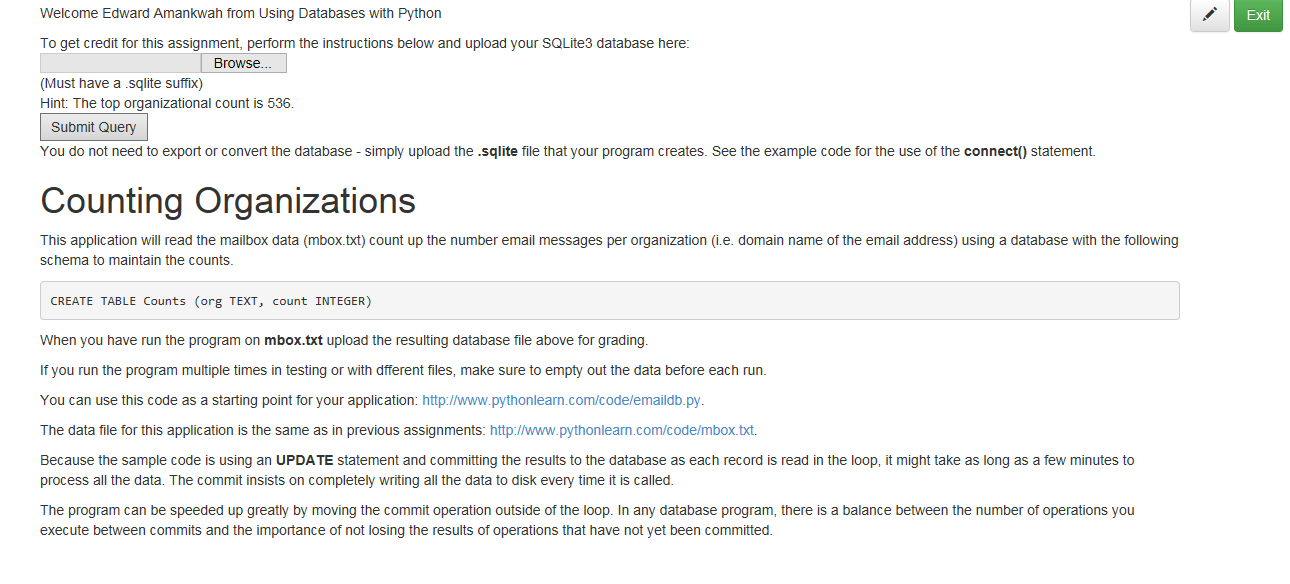 Welcome Edward Amankwah from Using Databases with Python
Exit
To get credit for this assignment, perform the instructions below and upload your SQLite3 database here:
Browse...
(Must have a .sqlite suffix)
Hint: The top organizational count is 536.
Submit Query
You do not need to export or convert the database - simply upload the .sqlite file that your program creates. See the example code for the use of the connect() statement.
Counting Organizations
This application will read the mailbox data (mbox.txt) count up the number email messages per organization (i.e. domain name of the email address) using a database with the following
schema to maintain the counts.
CREATE TABLE Counts (org TEXT, count INTEGER)
When you have run the program on mbox.txt upload the resulting database file above for grading.
If you run the program multiple times in testing or with dfferent files, make sure to empty out the data before each run.
You can use this code as a starting point for your application: http://www.pythonlearn.com/code/emaildb.py.
The data file for this application is the same as in previous assignments: http://www.pythonlearn.com/code/mbox.txt.
Because the sample code is using an UPDATE statement and committing the results to the database as each record is read in the loop, it might take as long as a few minutes to
process all the data. The commit insists on completely writing all the data to disk every time it is called.
The program can be speeded up greatly by moving the commit operation outside of the loop. In any database program, there is a balance between the number of operations you
execute between commits and the importance of not losing the results of operations that have not yet been committed.